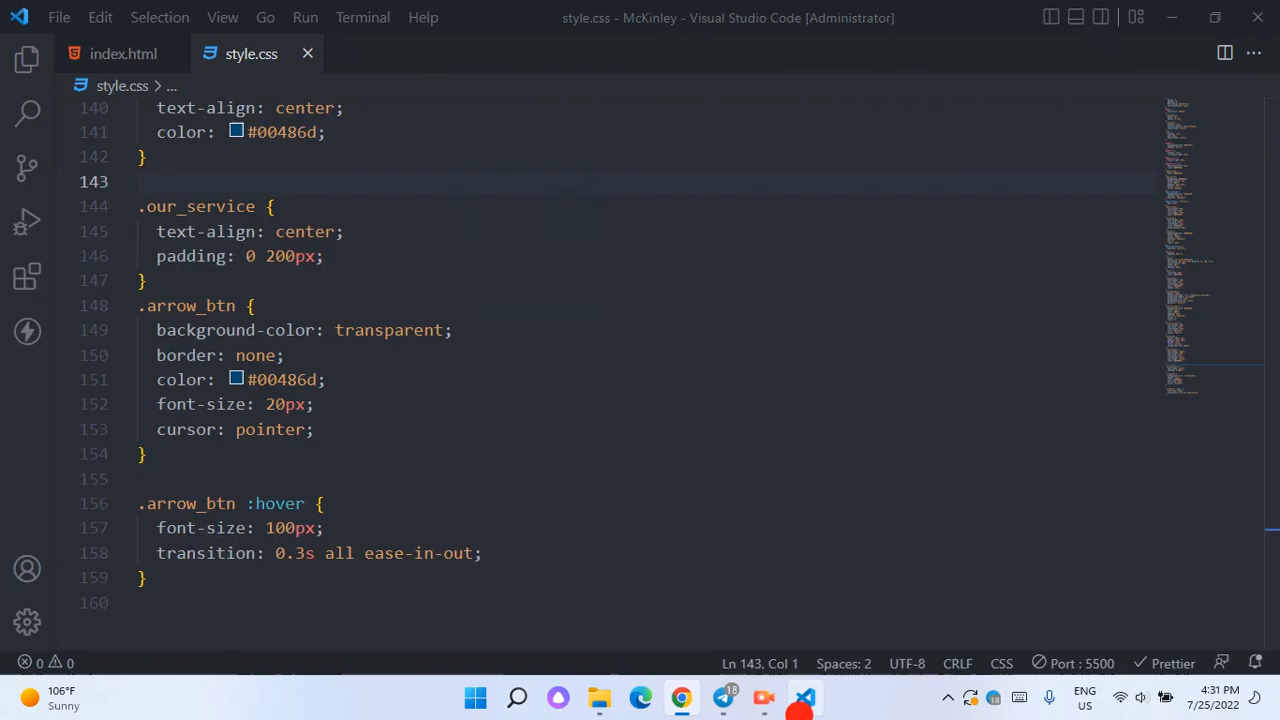 File Edit Selection View Go Run Terminal Help style.css - McKinley - Visual Studio Code [Administrator]
index.html style.css
style.css > ...
140 text-align: center;
141 color: #00486d;
142 }
143
144 .our_service {
145 text-align: center;
146 padding: 0 200px;
147 }
148 .arrow_btn {
149 background-color: transparent;
150 border: none;
151 color: #00486d;
152 font-size: 20px;
153 cursor: pointer;
154 }
155
156 .arrow_btn :hover {
157 font-size: 100px;
158 transition: 0.3s all ease-in-out;
159 }
160
0 0 Ln 143, Col 1 Spaces: 2 UTF-8 CRLF CSS Port : 5500 Prettier
106°F
Sunny
18
18
ENG
US
4:31 PM
7/25/2022